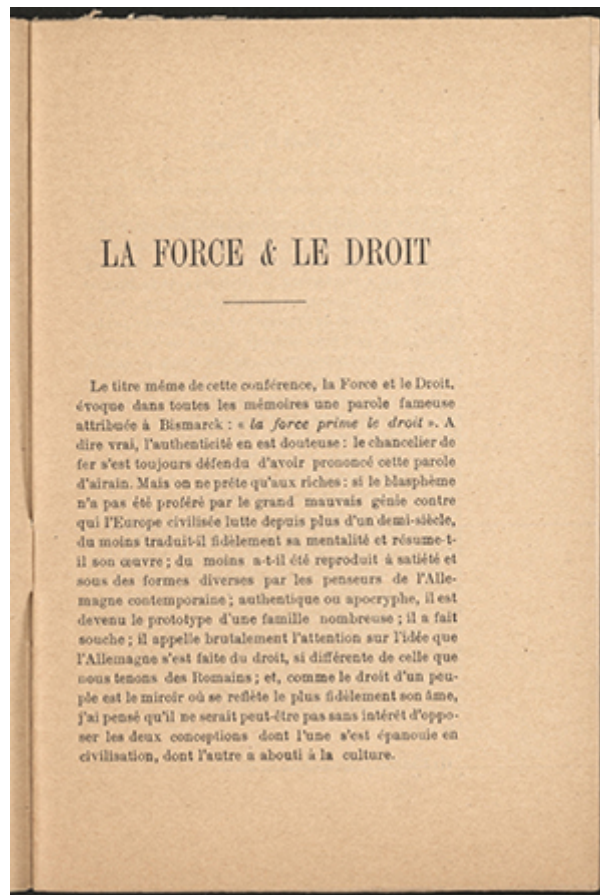 LA FORCE & LE DROIT
Le titre même de cette conférence, la Force et le Droit,
évoque dans toutes les mémoires une parole fameuse
attribuée à Bismarck : « la force prime le droit ». A
dire vrai, l'authenticité en est douteuse : le chancelier de
fer s'est toujours défendu d'avoir prononcé cette parole
d'airain. Mais on ne prête qu'aux riches : si le blasphème
n'a pas été proféré par le grand mauvais génie contre
qui l'Europe civilisée lutte depuis plus d'un demi-siècle,
du moins traduit-il fidèlement sa mentalité et résume-t-
il son œuvre ; du moins a-t-il été reproduit à satiété et
sous des formes diverses par les penseurs de l'Alle-
magne contemporaine ; authentique ou apocryphe, il est
devenu le prototype d'une famille nombreuse ; il a fait
souche ; il appelle brutalement l'attention sur l'idée que
l'Allemagne s'est faite du droit, si différente de celle que
nous tenons des Romains ; et, comme le droit d'un peu-
ple est le miroir où se reflète le plus fidèlement son âme,
j'ai pensé qu'il ne serait peut-être pas sans intérêt d'oppo-
ser les deux conceptions dont l'une s'est épanouie en
civilisation, dont l'autre a abouti à la culture.